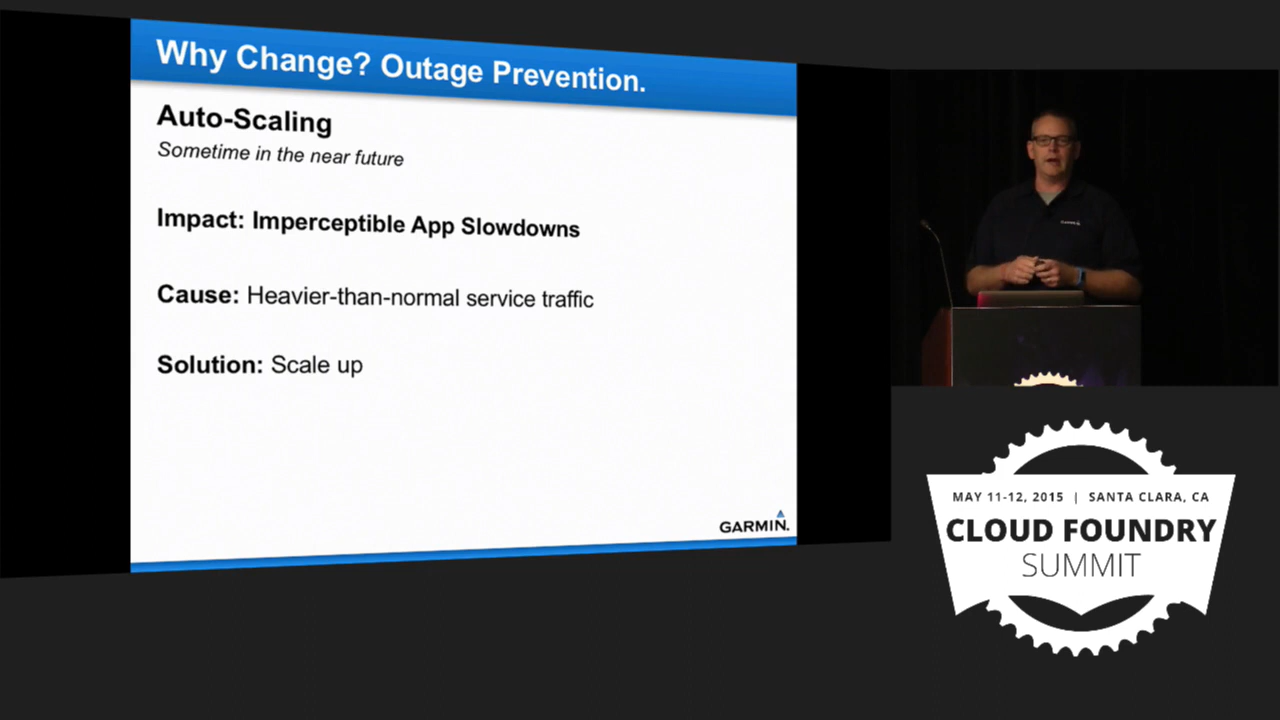 Why Change? Outage Prevention.
Auto-Scaling
Sometime in the near future
Impact: Imperceptible App Slowdowns
Cause: Heavier-than-normal service traffic
Solution: Scale up
GARMIN.
MAY 11-12, 2015 | SANTA CLARA, CA
CLOUD FOUNDRY
SUMMIT